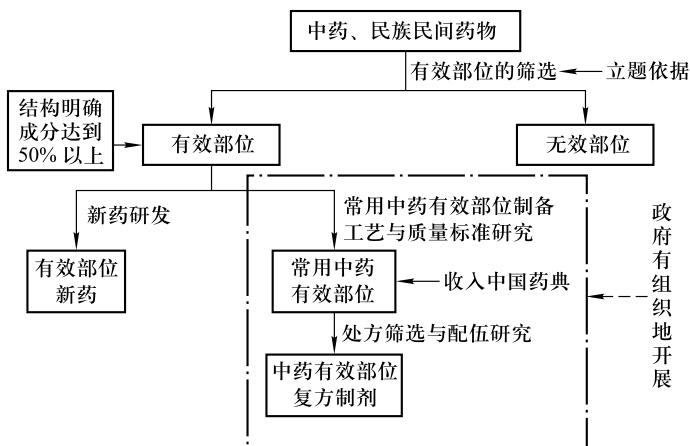 中药、民族民间药物
有效部位的筛选
立题依据
结构明确
成分达到
50% 以上
有效部位
无效部位
新药研发
常用中药有效部位制备
工艺与质量标准研究
有效部位
新药
常用中药
有效部位
收入中国药典
处方筛选与配伍研究
中药有效部位
复方制剂
政府有组织地开展